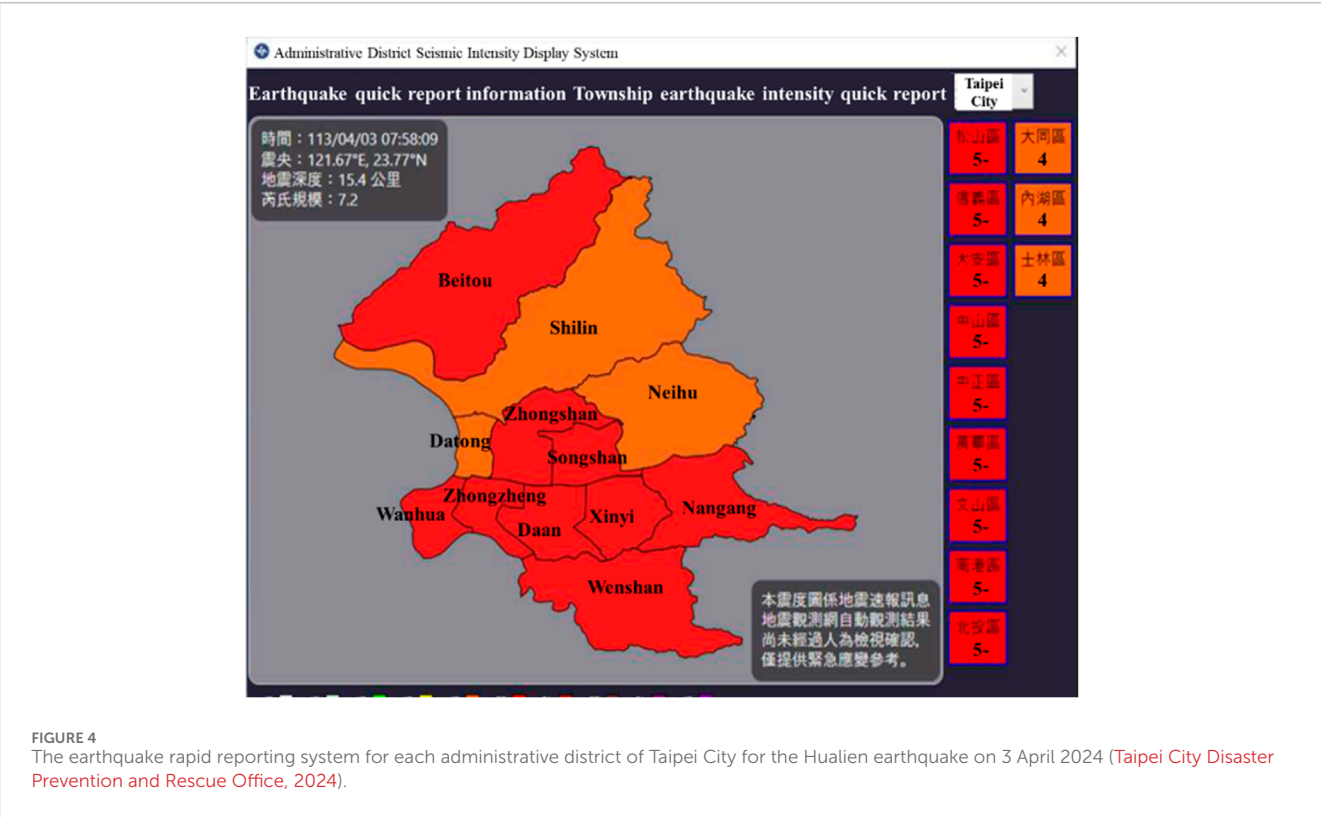 Administrative District Seismic Intensity Display System
Earthquake quick report information Township earthquake intensity quick report
Taipei
City
時間：113/04/03 07:58:09
震央：121.67°E, 23.77°N
地震深度：15.4 公里
芮氏規模：7.2
松山區
5-
大同區
4
信義區
5-
內湖區
4
大安區
5-
士林區
4
中山區
5-
中正區
5-
萬華區
5-
文山區
5-
南港區
5-
北投區
5-
Beitou
Shilin
Neihu
Zhongshan
Datong
Songshan
Zhongzheng
Wanhua
Daan
Xinyi
Nangang
Wenshan
本震度圖係地震速報訊息
地震觀測網自動觀測結果
尚未經過人為檢視確認,
僅提供緊急應變參考。
FIGURE 4
The earthquake rapid reporting system for each administrative district of Taipei City for the Hualien earthquake on 3 April 2024 (Taipei City Disaster
Prevention and Rescue Office, 2024).